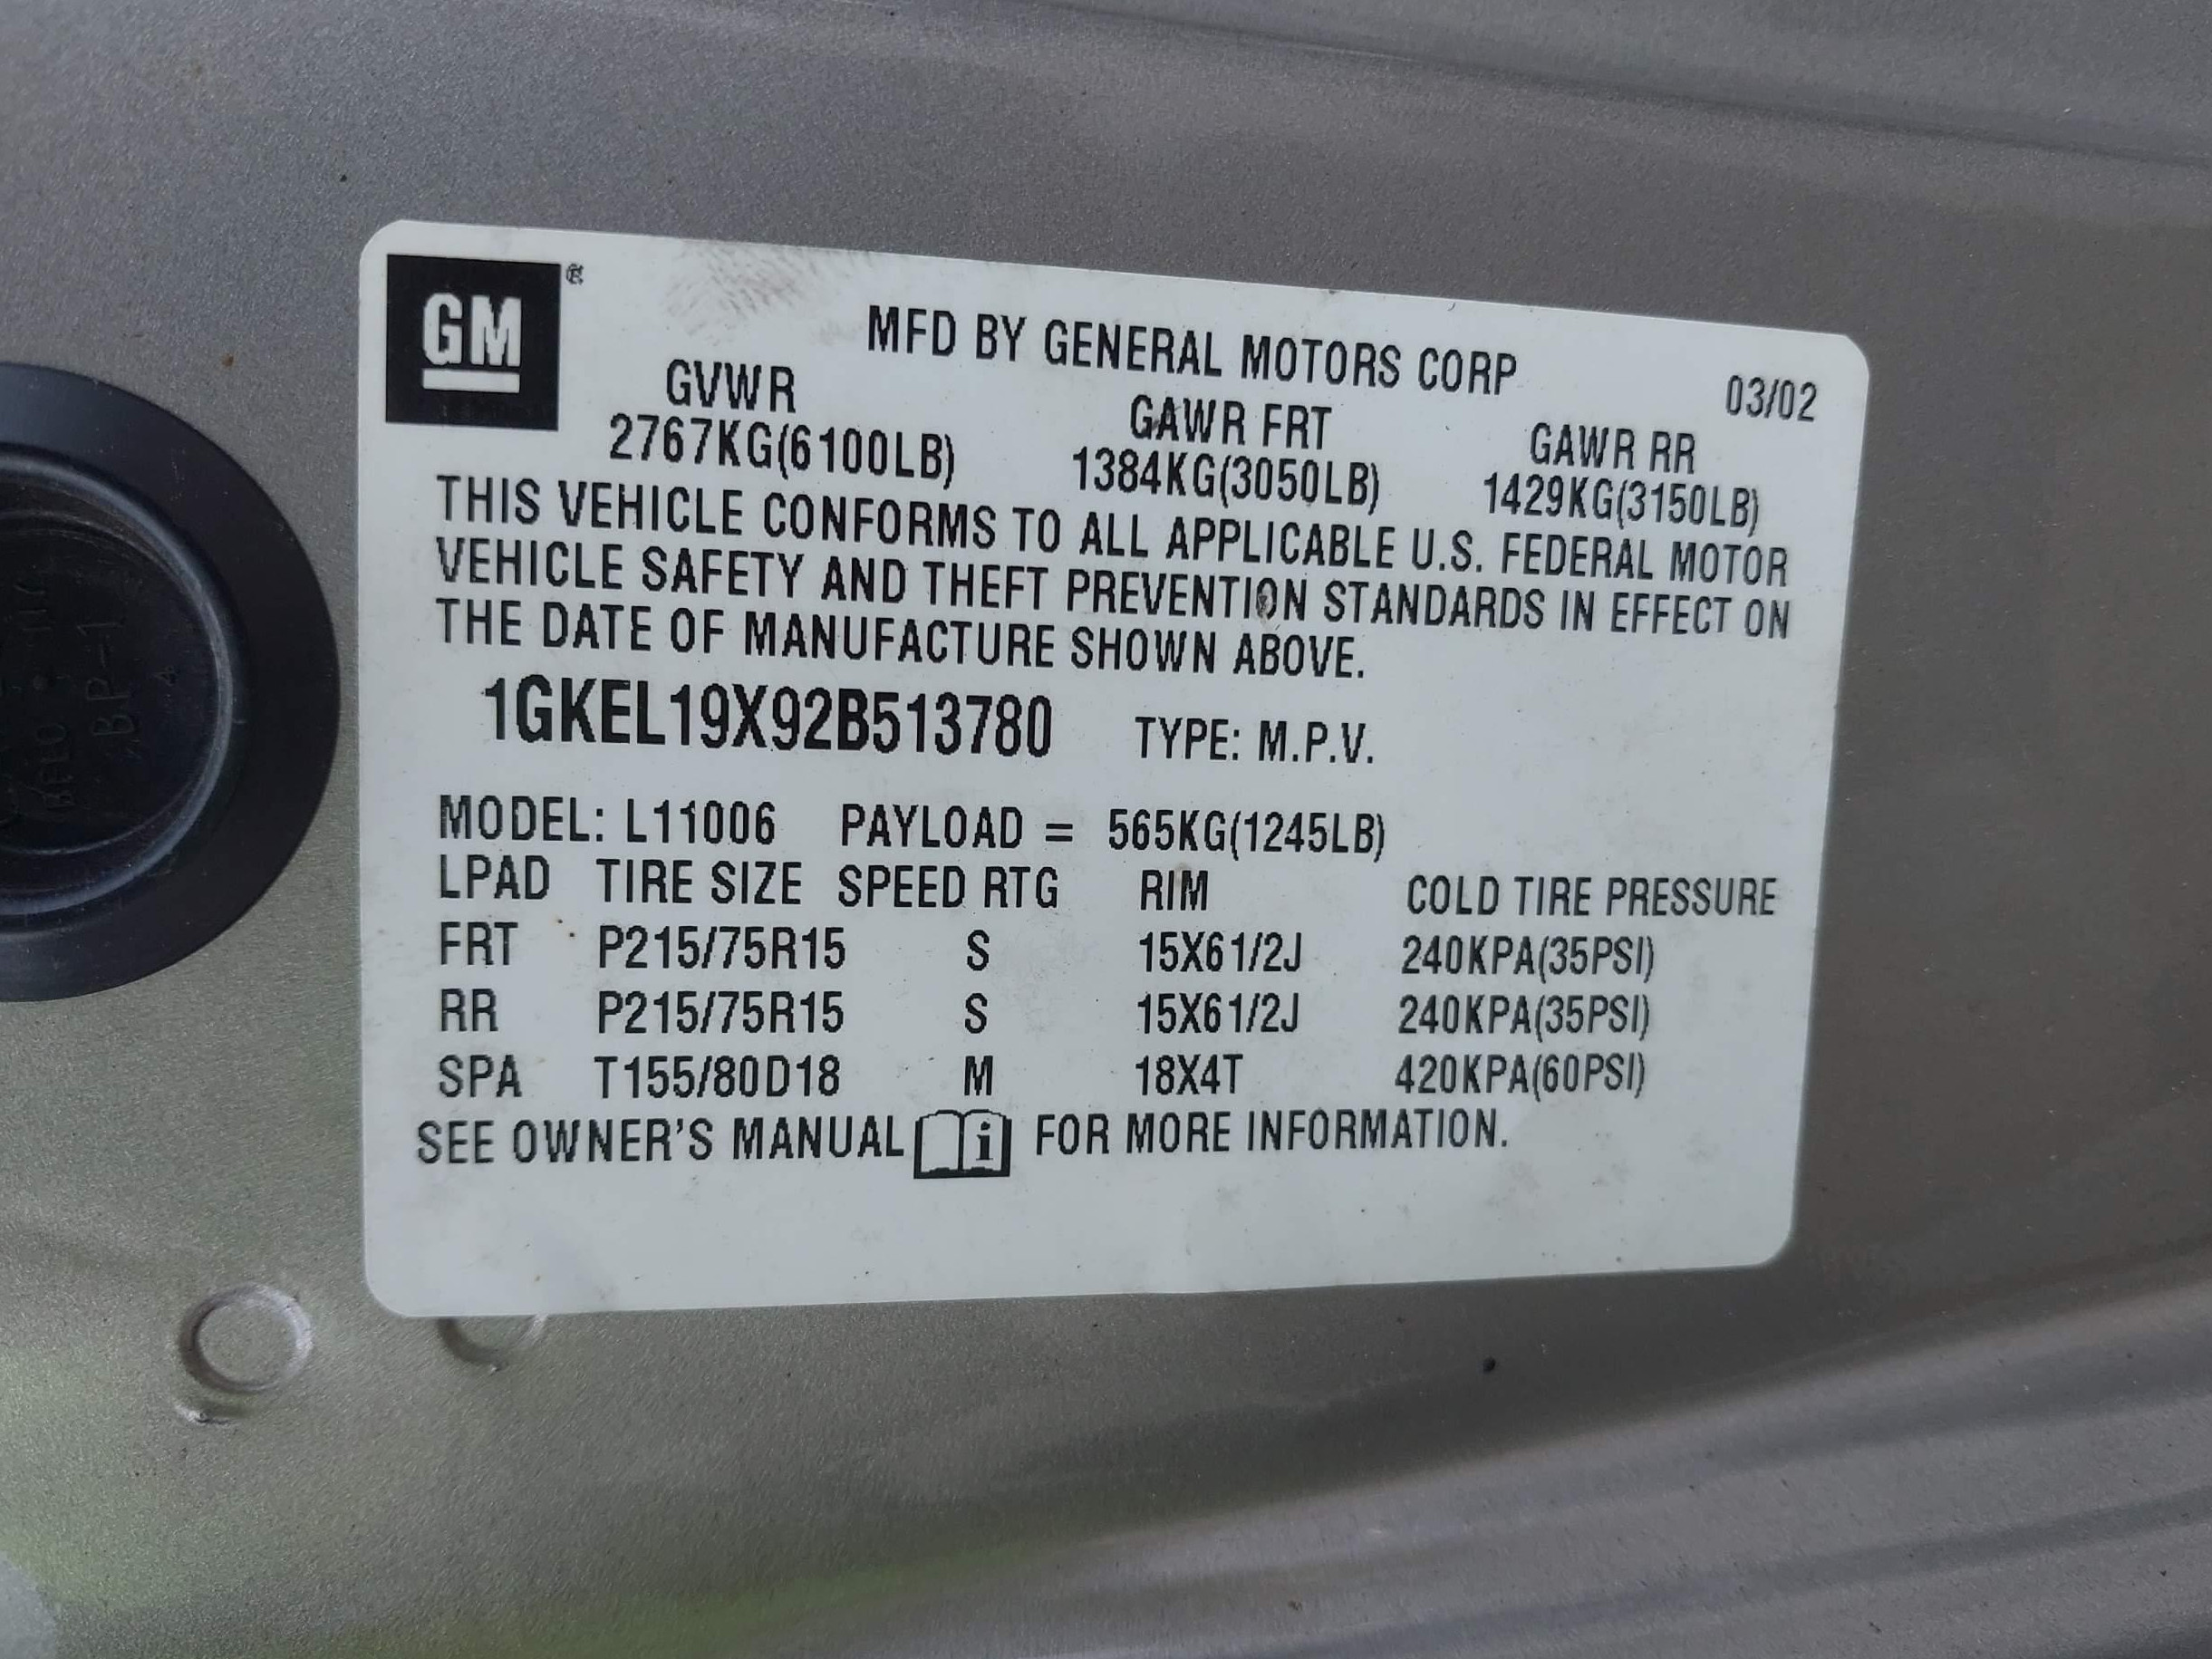 GM ®
MFD BY GENERAL MOTORS CORP 03/02
GVWR GAWR FRT GAWR RR
2767KG(6100LB) 1384KG(3050LB) 1429KG(3150LB)
THIS VEHICLE CONFORMS TO ALL APPLICABLE U.S. FEDERAL MOTOR
VEHICLE SAFETY AND THEFT PREVENTION STANDARDS IN EFFECT ON
THE DATE OF MANUFACTURE SHOWN ABOVE.
1GKEL19X92B513780 TYPE: M.P.V.
MODEL: L11006 PAYLOAD = 565KG(1245LB)
LPAD TIRE SIZE SPEED RTG RIM COLD TIRE PRESSURE
FRT P215/75R15 S 15X61/2J 240KPA(35PSI)
RR P215/75R15 S 15X61/2J 240KPA(35PSI)
SPA T155/80D18 M 18X4T 420KPA(60PSI)
SEE OWNER'S MANUAL i FOR MORE INFORMATION.
BP-1
4